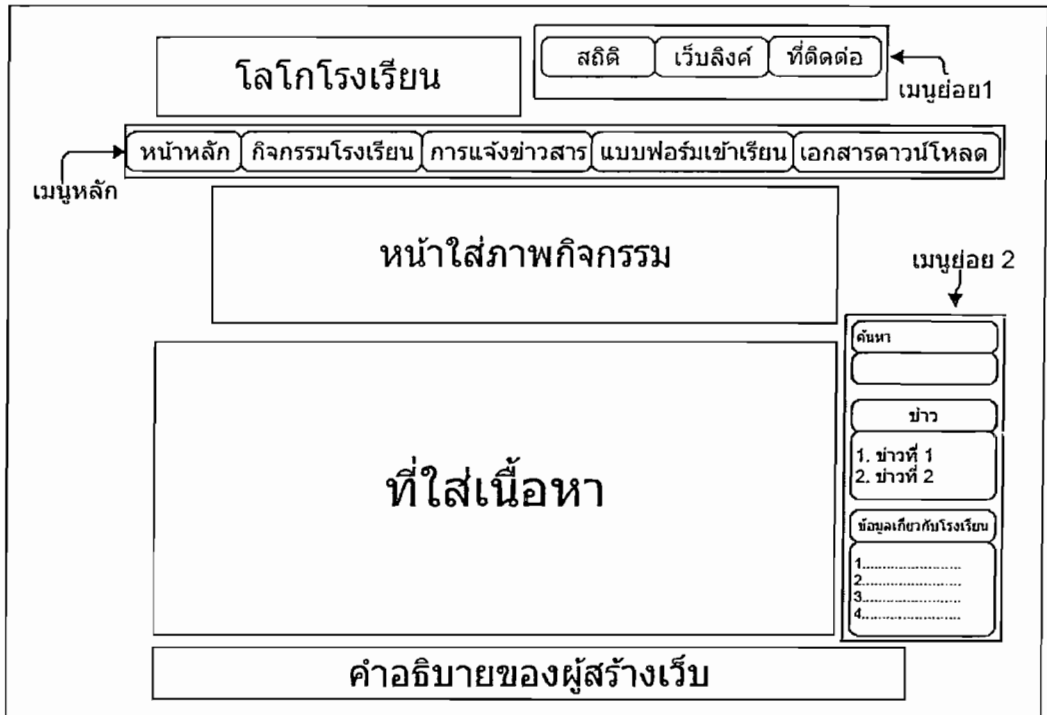 โลโกโรงเรียน
สถิติ เว็บลิงค์ ที่ติดต่อ
เมนูย่อย1
หน้าหลัก กิจกรรมโรงเรียน การแจ้งข่าวสาร แบบฟอร์มเข้าเรียน เอกสารดาวน์โหลด
เมนูหลัก
หน้าใส่ภาพกิจกรรม
เมนูย่อย 2
ค้นหา
ข่าว
1. ข่าวที่ 1
2. ข่าวที่ 2
ข้อมูลเกี่ยวกับโรงเรียน
1........................
2........................
3........................
4........................
ที่ใส่เนื้อหา
คำอธิบายของผู้สร้างเว็บ